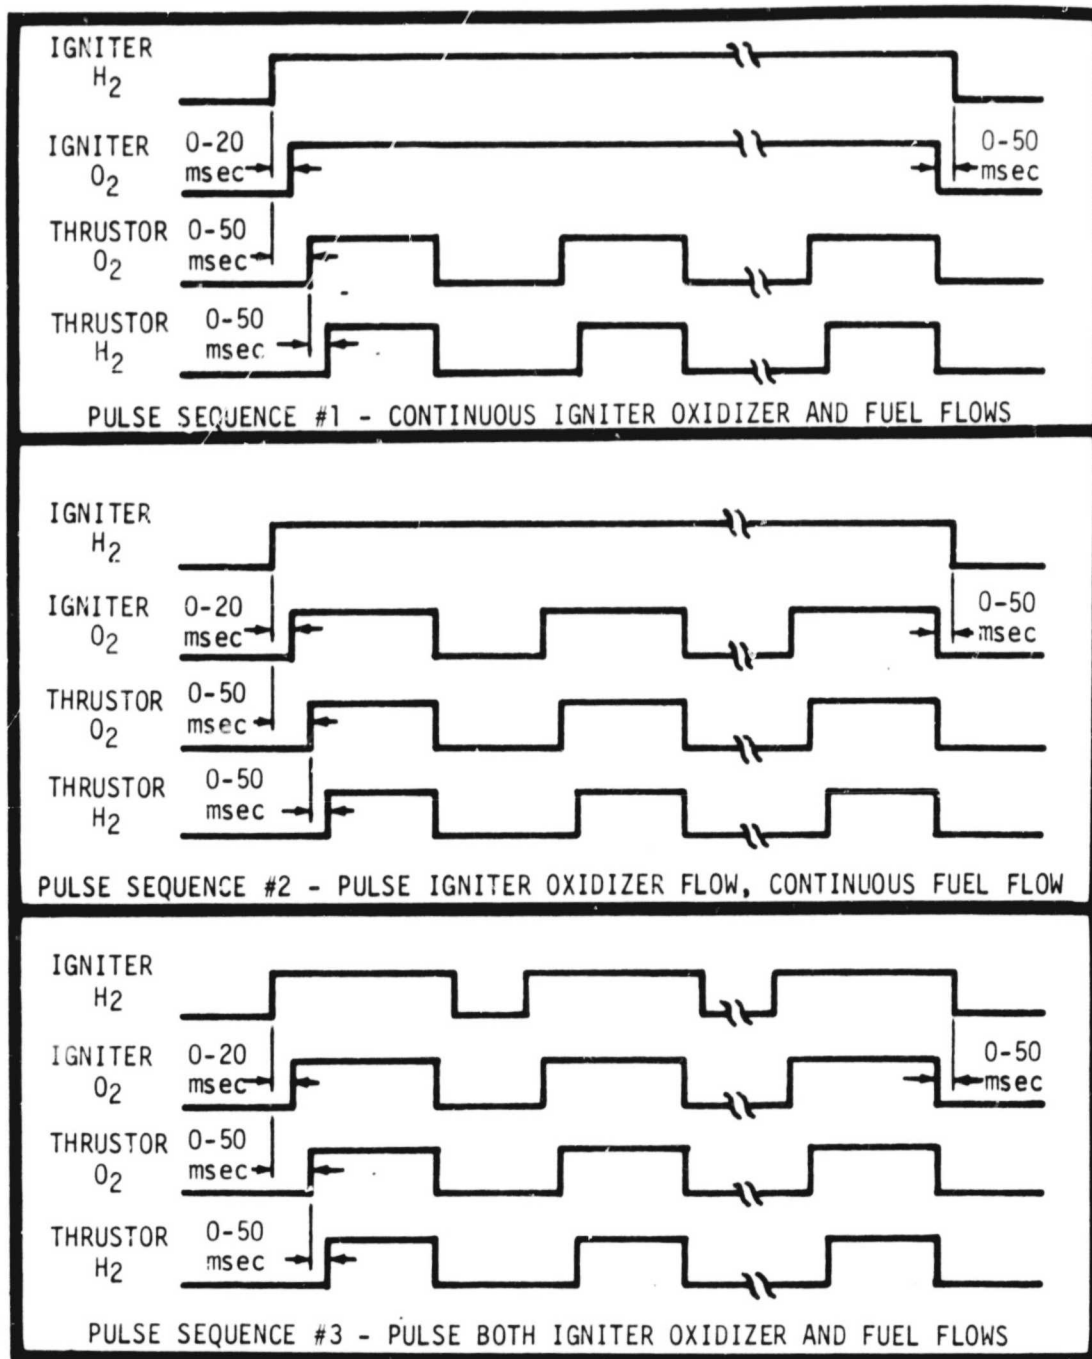 IGNITER
H2
IGNITER 0-20
O2 msec
0-50
msec
THRUSTOR 0-50
O2 msec
THRUSTOR 0-50
H2 msec
PULSE SEQUENCE #1 - CONTINUOUS IGNITER OXIDIZER AND FUEL FLOWS
IGNITER
H2
IGNITER 0-20
O2 msec
0-50
msec
THRUSTOR 0-50
O2 msec
THRUSTOR 0-50
H2 msec
PULSE SEQUENCE #2 - PULSE IGNITER OXIDIZER FLOW, CONTINUOUS FUEL FLOW
IGNITER
H2
IGNITER 0-20
O2 msec
0-50
msec
THRUSTOR 0-50
O2 msec
THRUSTOR 0-50
H2 msec
PULSE SEQUENCE #3 - PULSE BOTH IGNITER OXIDIZER AND FUEL FLOWS